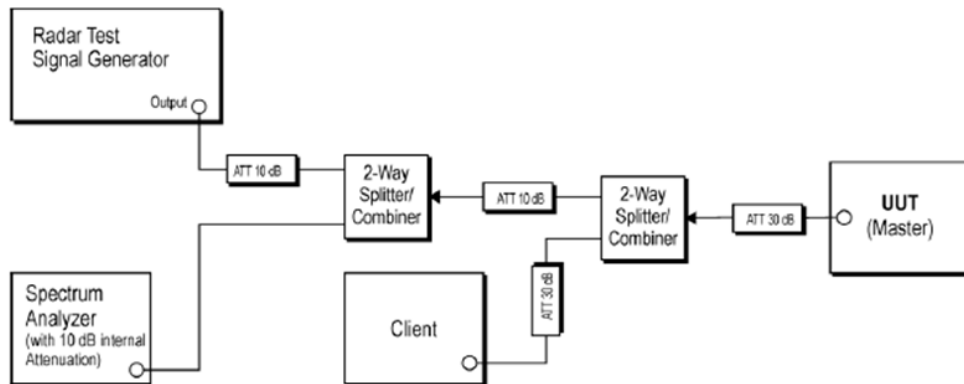 Radar Test
Signal Generator
Output
ATT 10 dB
2-Way
Splitter/
Combiner
ATT 10 dB
2-Way
Splitter/
Combiner
ATT 30 dB
UUT
(Master)
Spectrum
Analyzer
(with 10 dB internal
Attenuation)
Client
ATT 30 dB